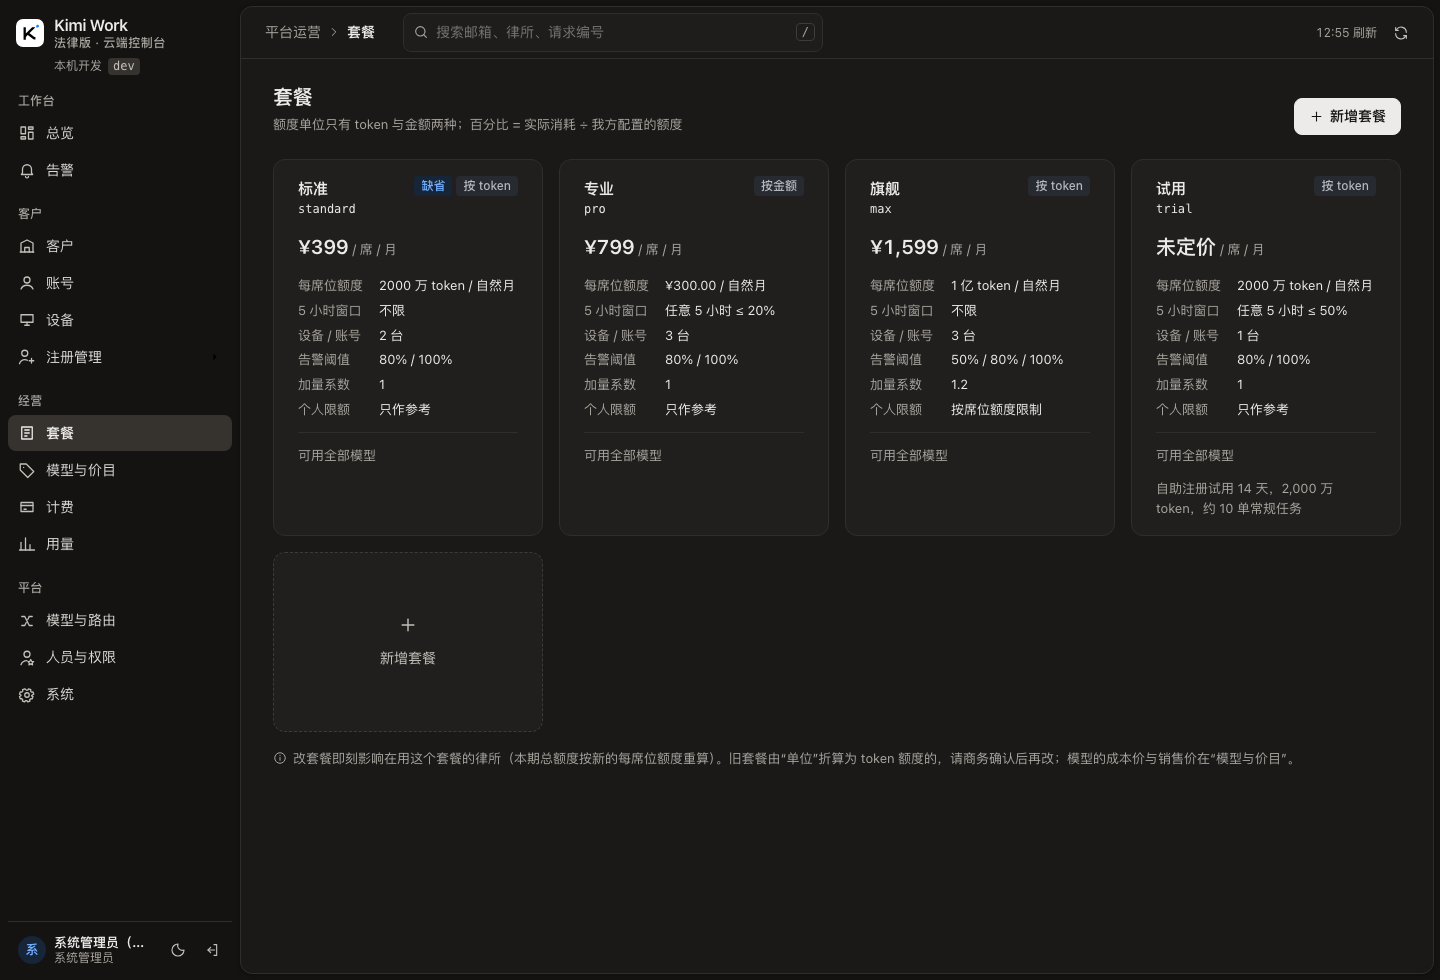 Kimi Work
法律版 · 云端控制台
本机开发 dev
工作台
总览
告警
客户
客户
账号
设备
注册管理
经营
套餐
模型与价目
计费
用量
平台
模型与路由
人员与权限
系统
系
系统管理员（...
系统管理员
平台运营 > 套餐
搜索邮箱、律所、请求编号
/
12:55 刷新
套餐
额度单位只有 token 与金额两种；百分比 = 实际消耗 ÷ 我方配置的额度
新增套餐
标准 缺省 按 token
standard
¥399 / 席 / 月
每席位额度 2000 万 token / 自然月
5 小时窗口 不限
设备 / 账号 2 台
告警阈值 80% / 100%
加量系数 1
个人限额 只作参考
可用全部模型
专业 按金额
pro
¥799 / 席 / 月
每席位额度 ¥300.00 / 自然月
5 小时窗口 任意 5 小时 ≤ 20%
设备 / 账号 3 台
告警阈值 80% / 100%
加量系数 1
个人限额 只作参考
可用全部模型
旗舰 按 token
max
¥1,599 / 席 / 月
每席位额度 1 亿 token / 自然月
5 小时窗口 不限
设备 / 账号 3 台
告警阈值 50% / 80% / 100%
加量系数 1.2
个人限额 按席位额度限制
可用全部模型
试用 按 token
trial
未定价 / 席 / 月
每席位额度 2000 万 token / 自然月
5 小时窗口 任意 5 小时 ≤ 50%
设备 / 账号 1 台
告警阈值 80% / 100%
加量系数 1
个人限额 只作参考
可用全部模型
自助注册试用 14 天，2,000 万
token，约 10 单常规任务
新增套餐
改套餐即刻影响在用这个套餐的律所（本期总额度按新的每席位额度重算）。旧套餐由“单位”折算为 token 额度的，请商务确认后再改；模型的成本价与销售价在“模型与价目”。